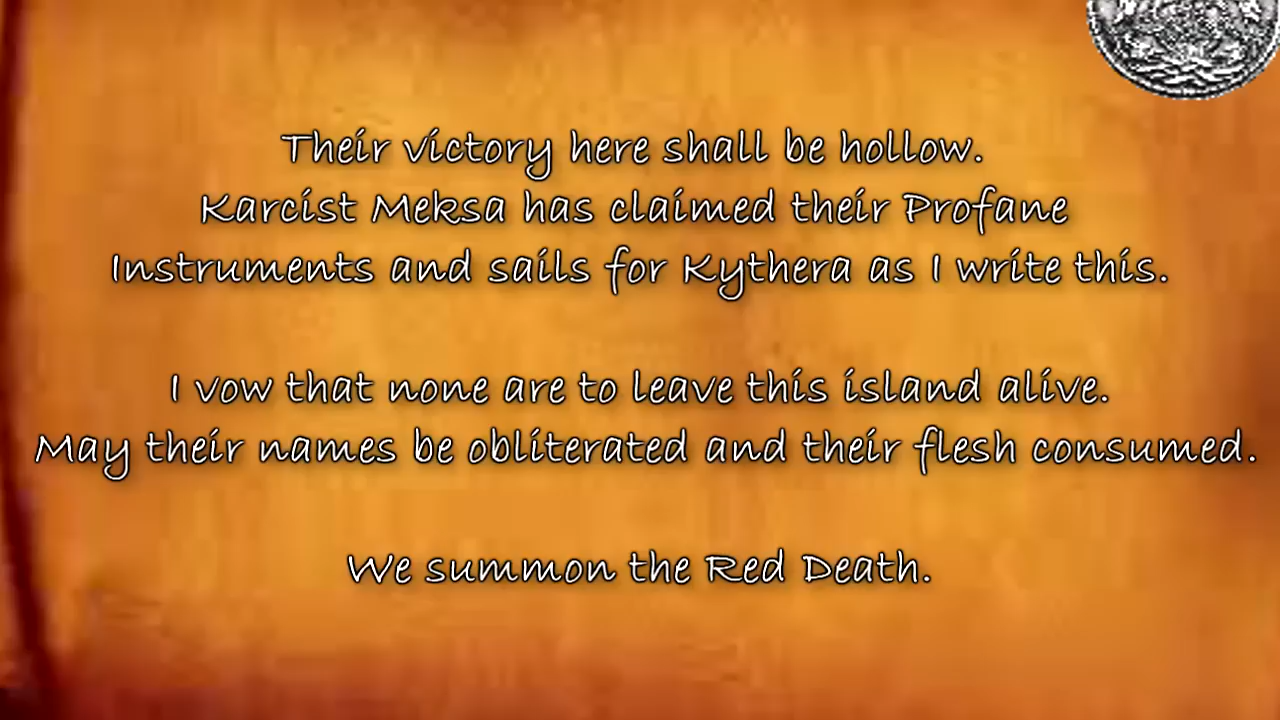 Their victory here shall be hollow.
Karcist Meksa has claimed their Profane
Instruments and sails for Kythera as I write this.
I vow that none are to leave this island alive.
May their names be obliterated and their flesh consumed.
We summon the Red Death.